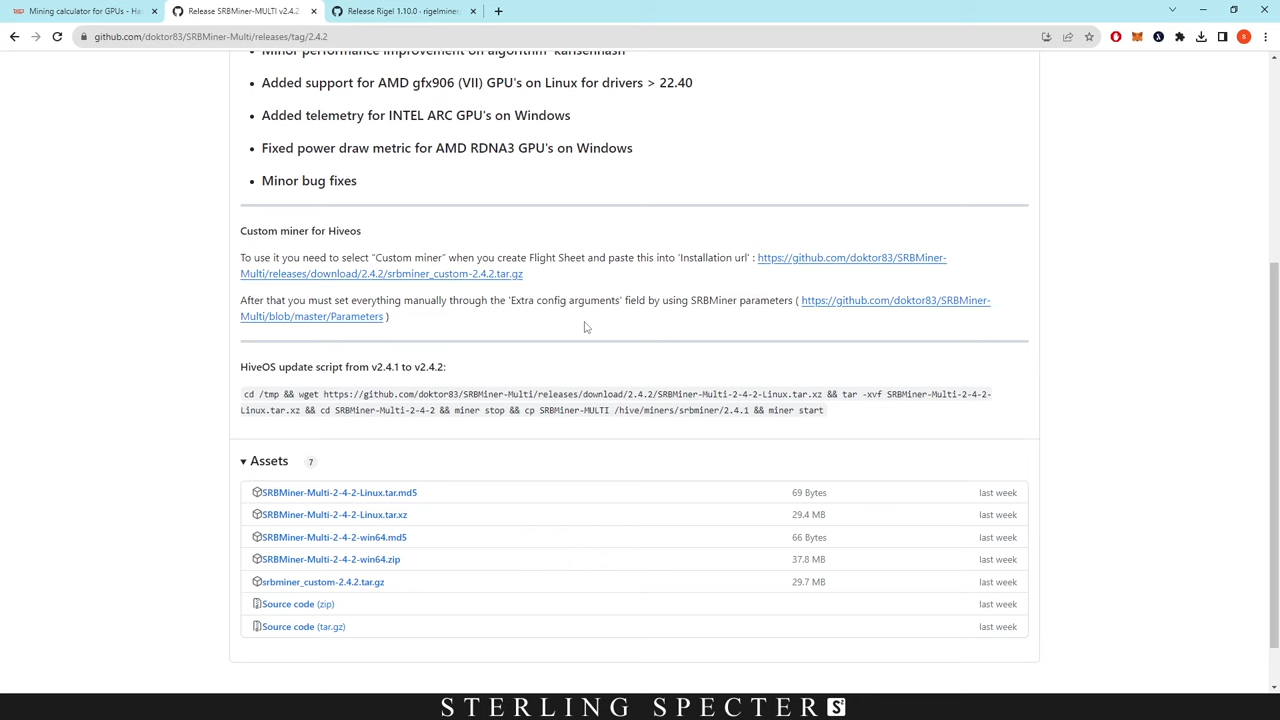 Mining calculator for GPUs - Ha
Release SRBMiner-MULTI v2.4.2
Release Rigel 1.10.0 · rigelminer
github.com/doktor83/SRBMiner-Multi/releases/tag/2.4.2
S
Minor performance improvement on algorithm 'karlsenhash'
Added support for AMD gfx906 (VII) GPU's on Linux for drivers > 22.40
Added telemetry for INTEL ARC GPU's on Windows
Fixed power draw metric for AMD RDNA3 GPU's on Windows
Minor bug fixes
Custom miner for Hiveos
To use it you need to select "Custom miner" when you create Flight Sheet and paste this into 'Installation url' : https://github.com/doktor83/SRBMiner-
Multi/releases/download/2.4.2/srbminer_custom-2.4.2.tar.gz
After that you must set everything manually through the 'Extra config arguments' field by using SRBMiner parameters ( https://github.com/doktor83/SRBMiner-
Multi/blob/master/Parameters )
HiveOS update script from v2.4.1 to v2.4.2:
cd /tmp && wget https://github.com/doktor83/SRBMiner-Multi/releases/download/2.4.2/SRBMiner-Multi-2-4-2-Linux.tar.xz && tar -xvf SRBMiner-Multi-2-4-2-
Linux.tar.xz && cd SRBMiner-Multi-2-4-2 && miner stop && cp SRBMiner-MULTI /hive/miners/srbminer/2.4.1 && miner start
Assets 7
SRBMiner-Multi-2-4-2-Linux.tar.md5 69 Bytes last week
SRBMiner-Multi-2-4-2-Linux.tar.xz 29.4 MB last week
SRBMiner-Multi-2-4-2-win64.md5 66 Bytes last week
SRBMiner-Multi-2-4-2-win64.zip 37.8 MB last week
srbminer_custom-2.4.2.tar.gz 29.7 MB last week
Source code (zip) last week
Source code (tar.gz) last week
STERLING SPECTER S